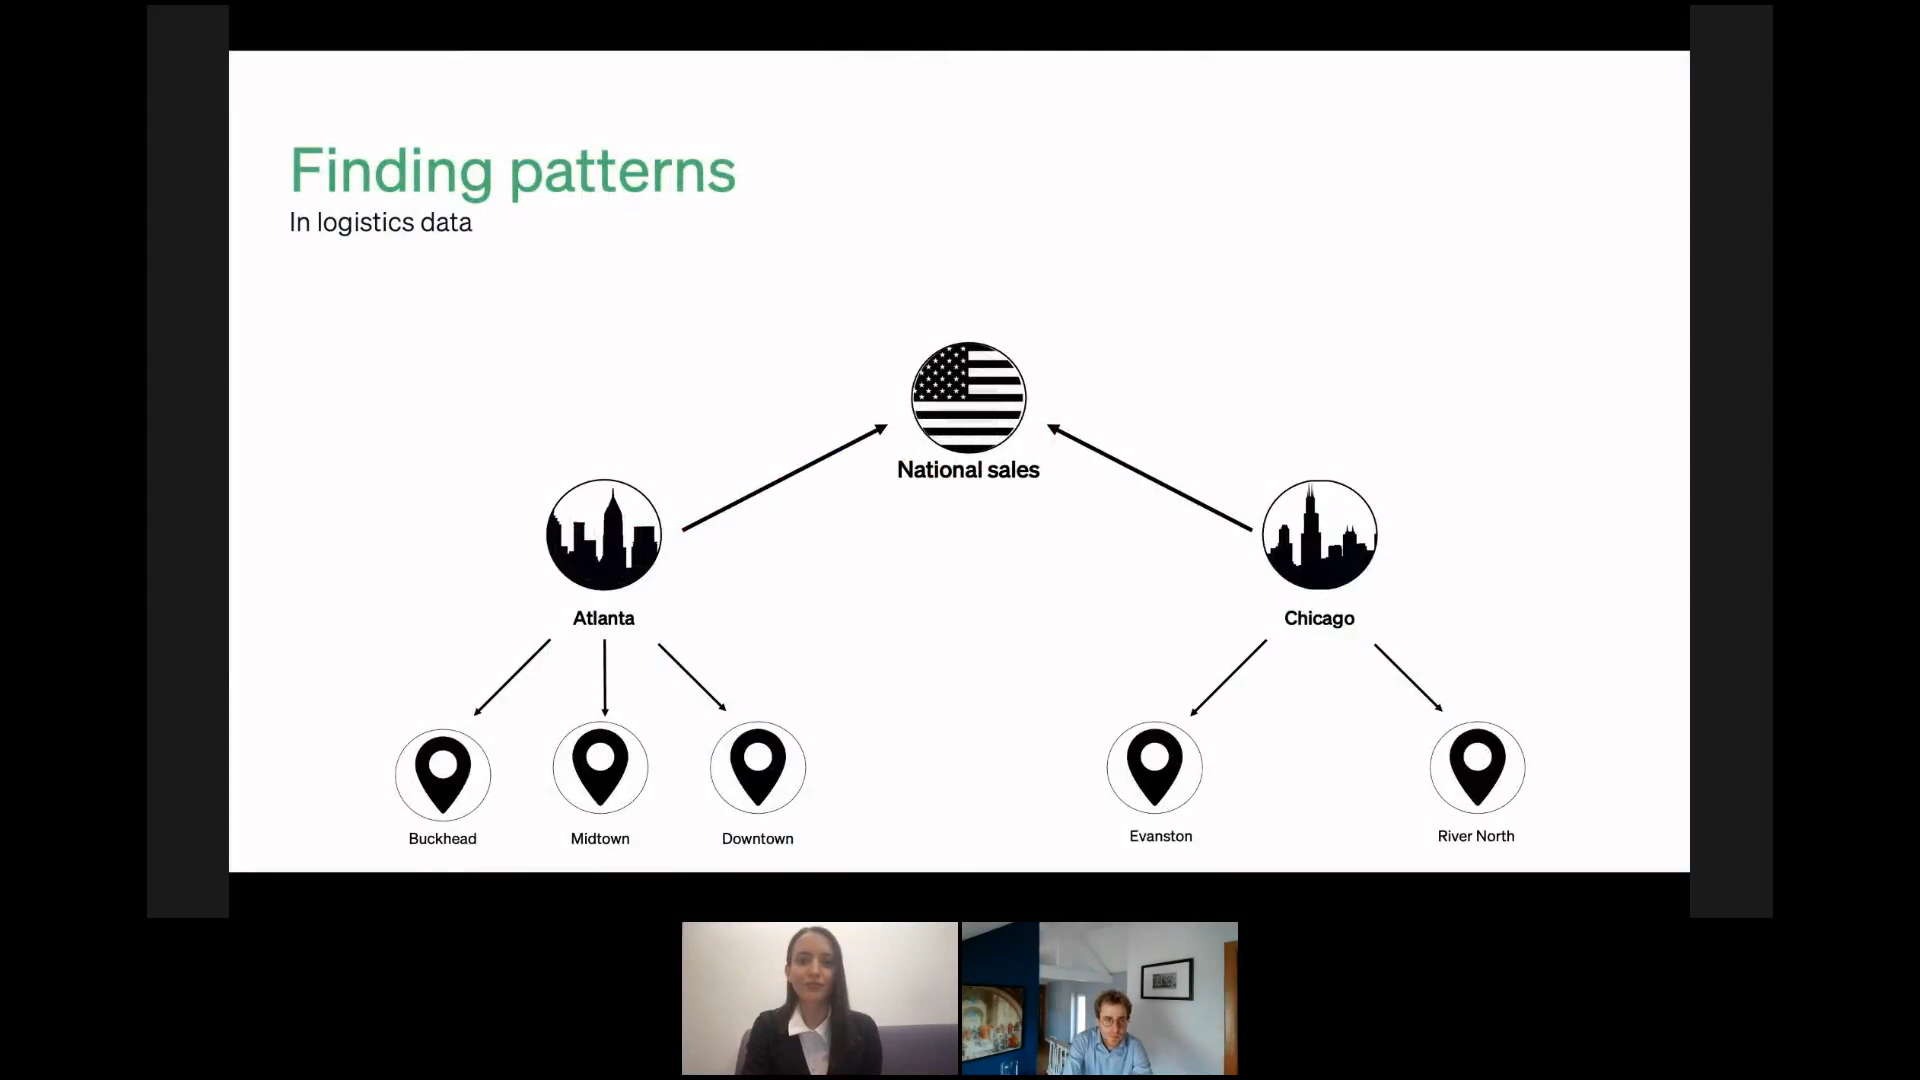 Finding patterns
In logistics data
National sales
Atlanta
Chicago
Buckhead
Midtown
Downtown
Evanston
River North